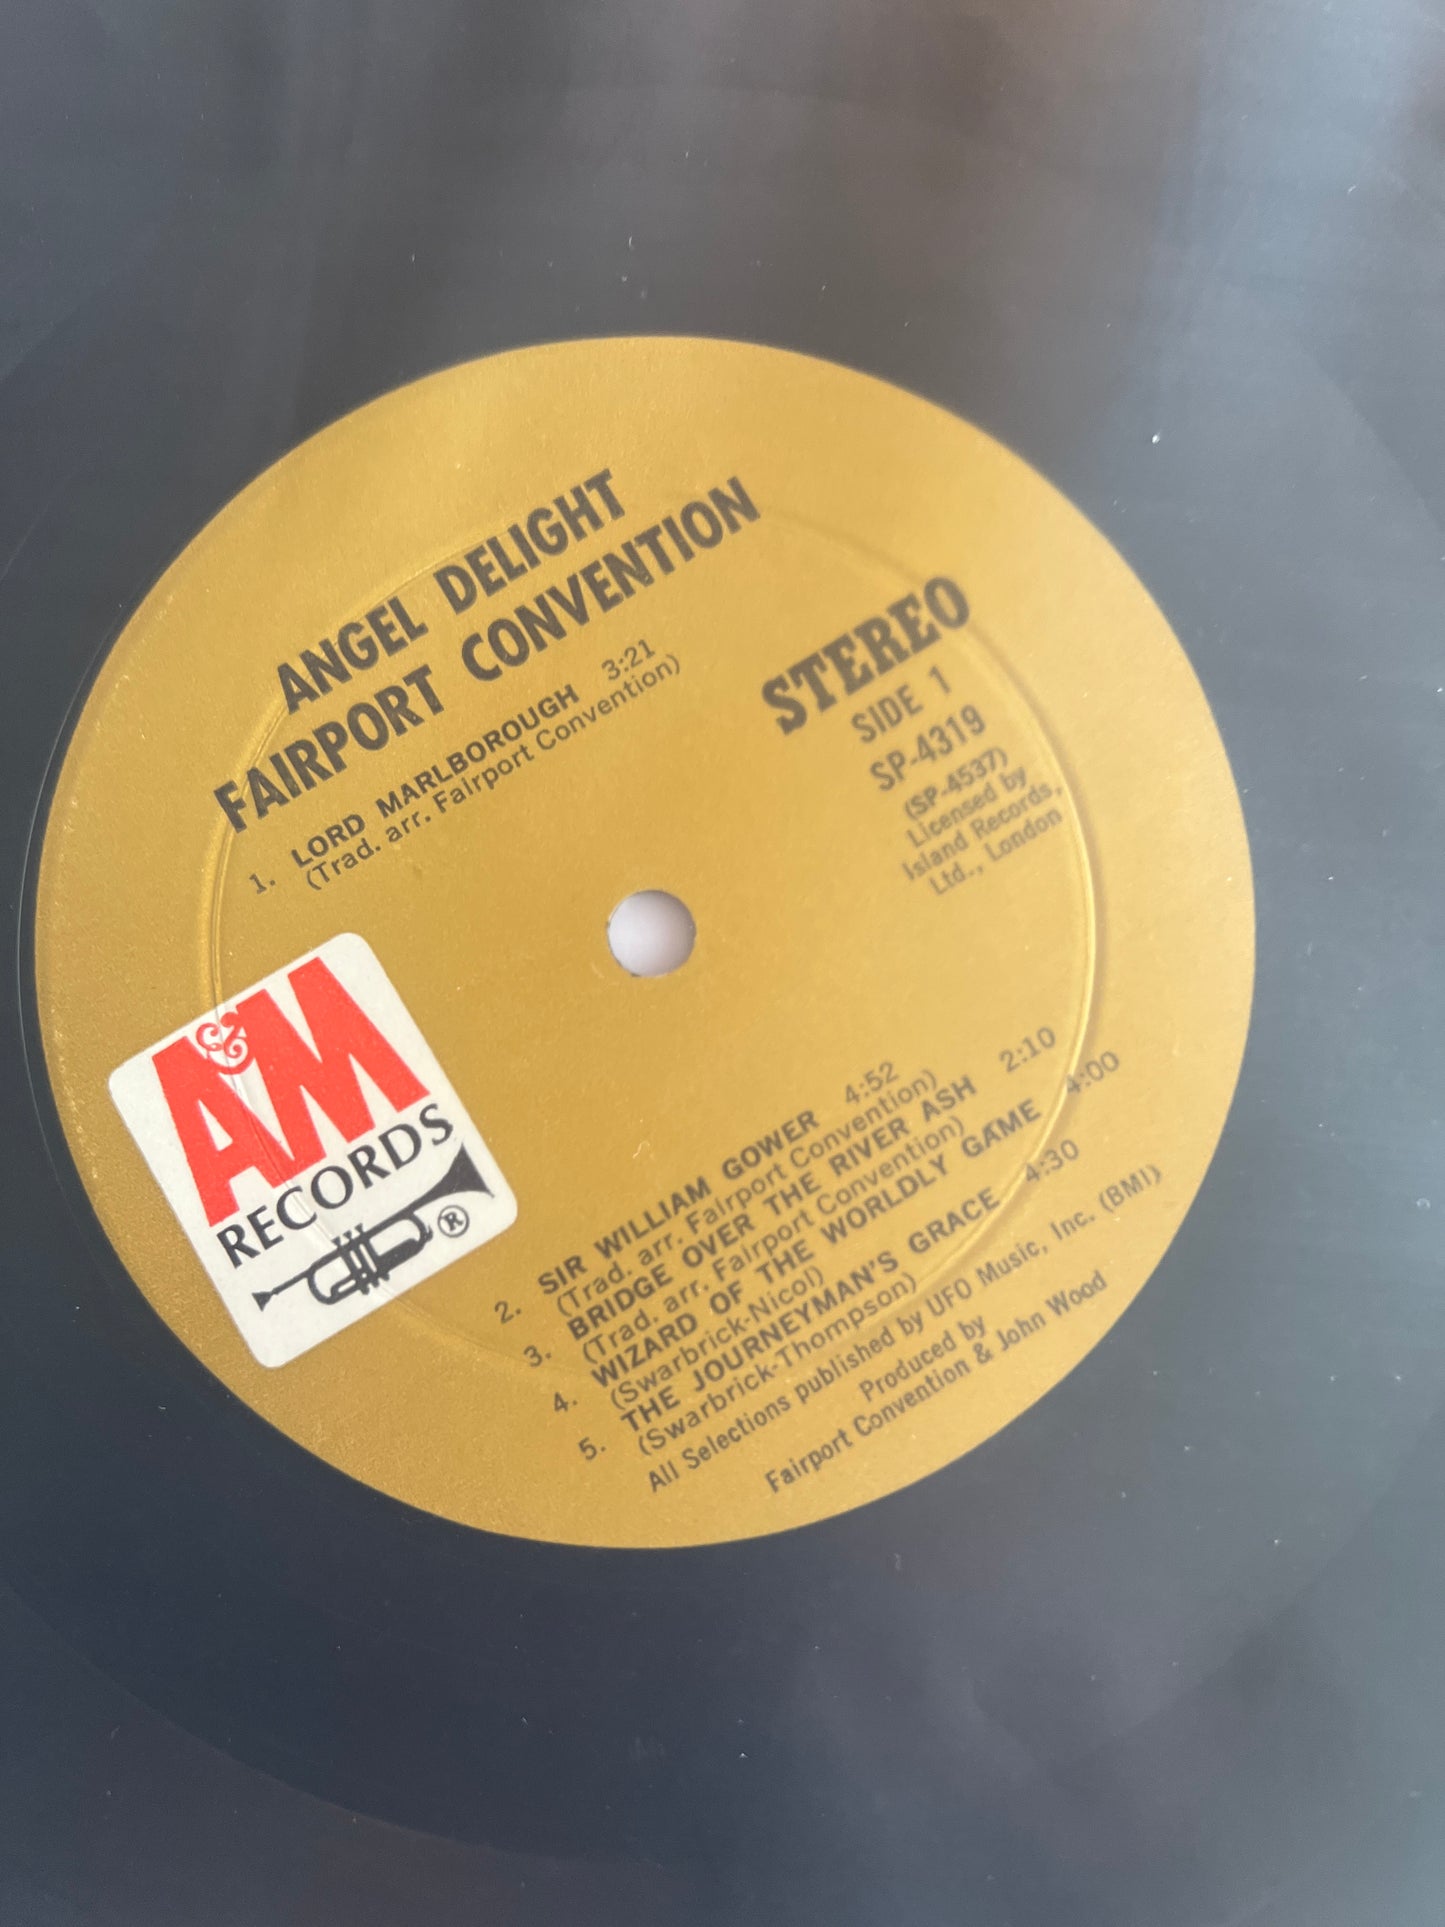 ANGEL DELIGHT
FAIRPORT CONVENTION
1. LORD MARLBOROUGH 3:21
(Trad. arr. Fairport Convention)
STEREO
SIDE 1
SP-4319
(SP-4537)
Licensed by
Island Records,
Ltd., London
A&M
RECORDS
®
2. SIR WILLIAM GOWER 4:52
(Trad. arr. Fairport Convention)
3. BRIDGE OVER THE RIVER ASH 2:10
(Trad. arr. Fairport Convention)
4. WIZARD OF THE WORLDLY GAME 4:00
(Swarbrick-Nicol)
5. THE JOURNEYMAN'S GRACE 4:30
(Swarbrick-Thompson)
All Selections published by UFO Music, Inc. (BMI)
Produced by
Fairport Convention & John Wood